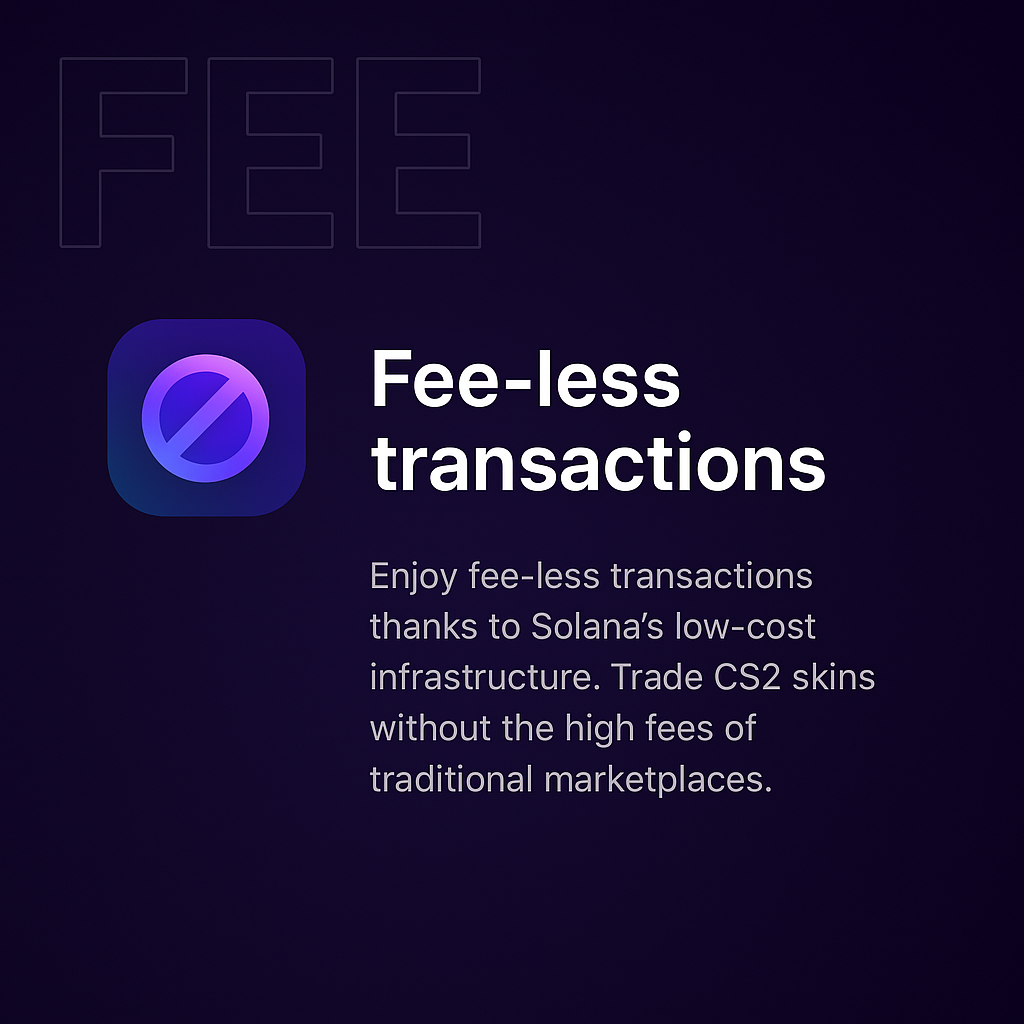 FEE
Fee-less
transactions
Enjoy fee-less transactions
thanks to Solana’s low-cost
infrastructure. Trade CS2 skins
without the high fees of
traditional marketplaces.